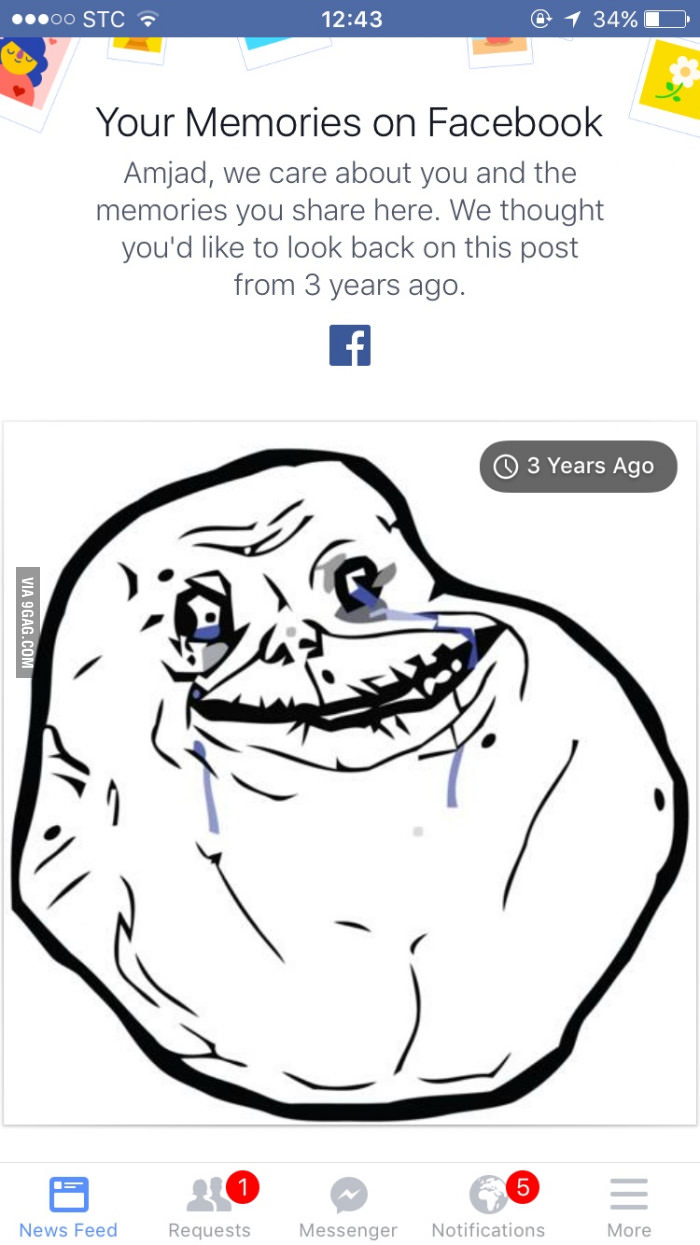 STC 12:43 34%
Your Memories on Facebook
Amjad, we care about you and the
memories you share here. We thought
you'd like to look back on this post
from 3 years ago.
f
3 Years Ago
VIA 9GAG.COM
1 5
News Feed Requests Messenger Notifications More